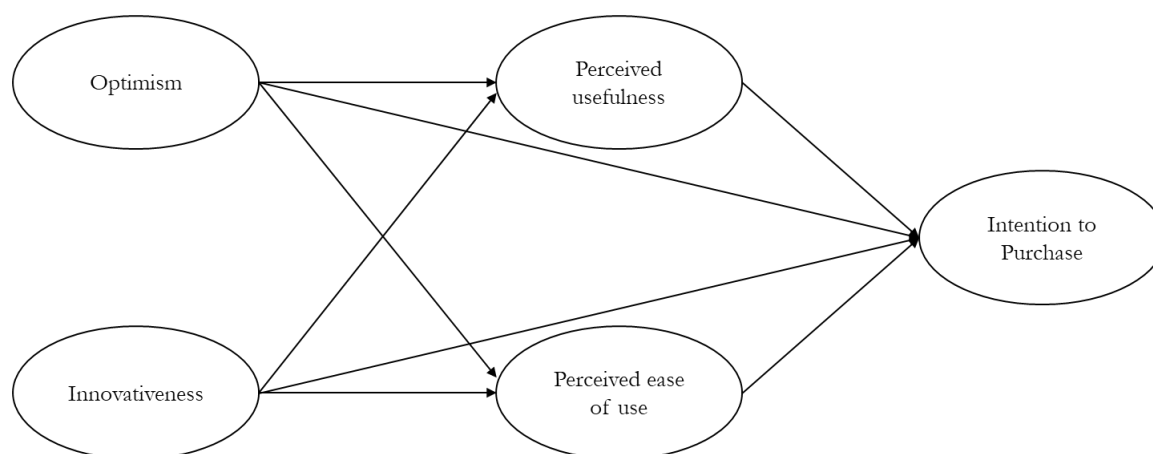 Optimism
Perceived
usefulness
Intention to
Purchase
Innovativeness
Perceived ease
of use